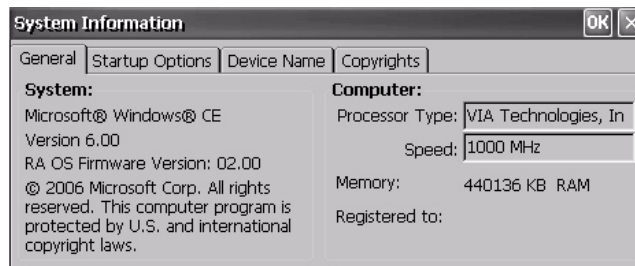 System Information OK ×
General Startup Options Device Name Copyrights
System:
Microsoft® Windows® CE
Version 6.00
RA OS Firmware Version: 02.00
© 2006 Microsoft Corp. All rights
reserved. This computer program is
protected by U.S. and international
copyright laws.
Computer:
Processor Type: VIA Technologies, In
Speed: 1000 MHz
Memory: 440136 KB RAM
Registered to: